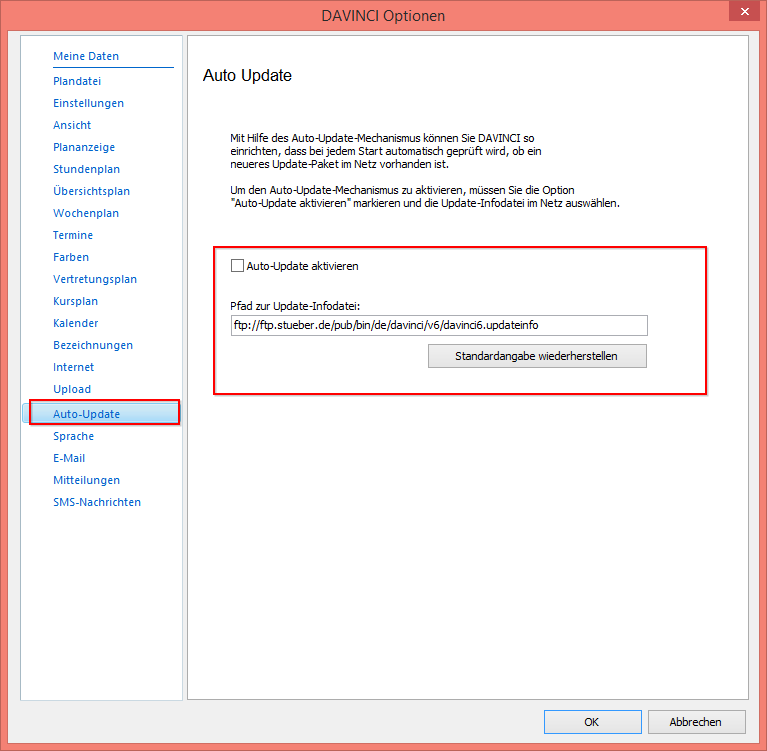 DAVINCI Optionen
Meine Daten
Plandatei
Einstellungen
Ansicht
Plananzeige
Stundenplan
Übersichtsplan
Wochenplan
Termine
Farben
Vertretungsplan
Kursplan
Kalender
Bezeichnungen
Internet
Upload
Auto-Update
Sprache
E-Mail
Mitteilungen
SMS-Nachrichten
Auto Update
Mit Hilfe des Auto-Update-Mechanismus können Sie DAVINCI so
einrichten, dass bei jedem Start automatisch geprüft wird, ob ein
neueres Update-Paket im Netz vorhanden ist.
Um den Auto-Update-Mechanismus zu aktivieren, müssen Sie die Option
"Auto-Update aktivieren" markieren und die Update-Infodatei im Netz auswählen.
Auto-Update aktivieren
Pfad zur Update-Infodatei:
ftp://ftp.stueber.de/pub/bin/de/davinci/v6/davinci6.updateinfo
Standardangabe wiederherstellen
OK
Abbrechen